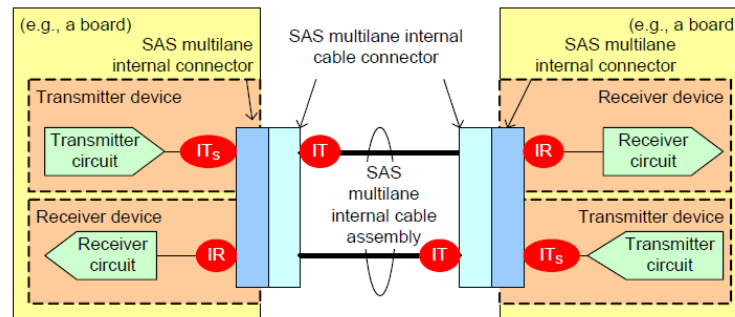 (e.g., a board)
SAS multilane
internal connector
SAS multilane internal
cable connector
(e.g., a board
SAS multilane
internal connector
Transmitter device
Transmitter
circuit
ITS
IT
IR
Receiver device
Receiver
circuit
SAS
multilane
internal cable
assembly
Receiver device
Receiver
circuit
IR
IT
ITS
Transmitter device
Transmitter
circuit